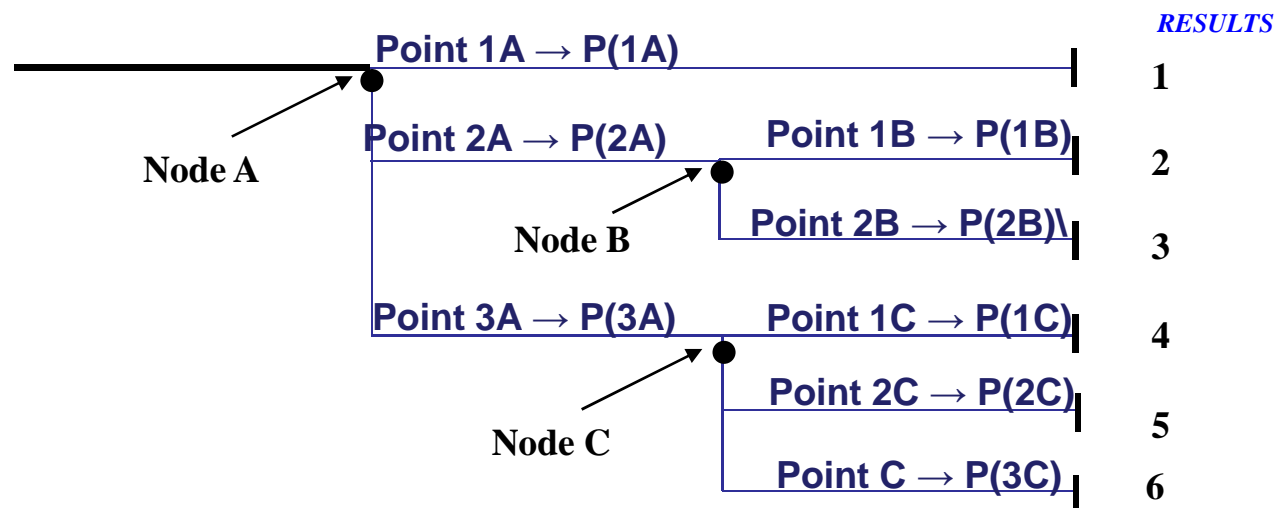 RESULTS
Point 1A → P(1A)
1
Node A
Point 2A → P(2A)
Point 1B → P(1B)
2
Node B
Point 2B → P(2B)\
3
Point 3A → P(3A)
Point 1C → P(1C)
4
Node C
Point 2C → P(2C)
5
Point C → P(3C)
6